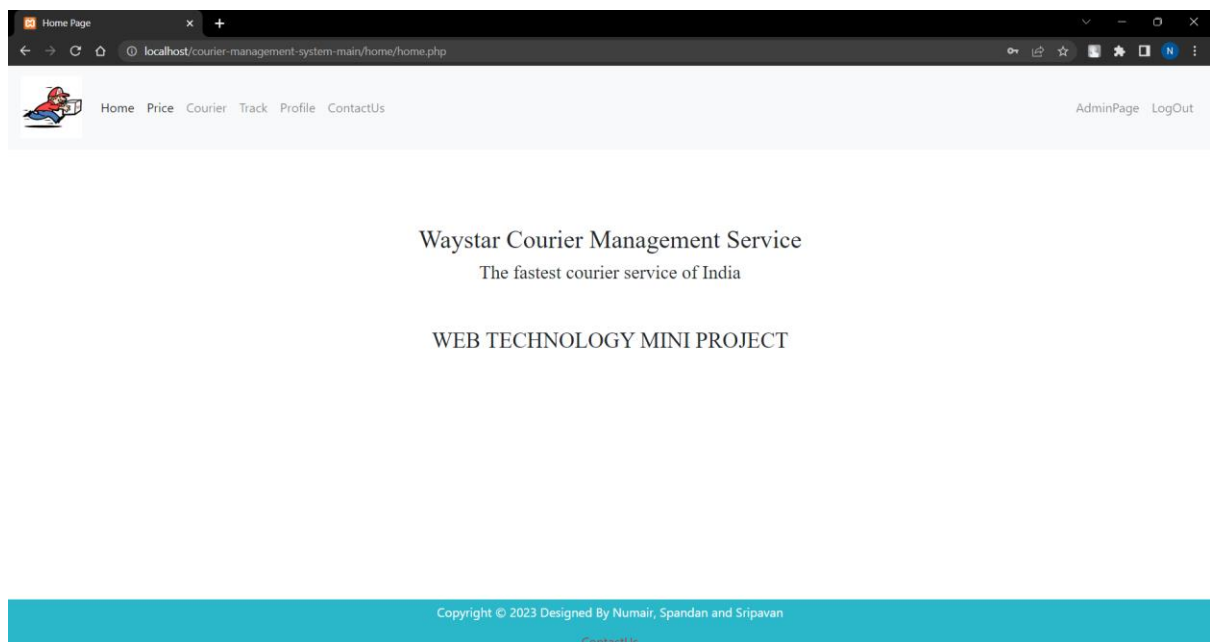 Home Page
localhost/courier-management-system-main/home/home.php
N
Home Price Courier Track Profile ContactUs AdminPage LogOut
Waystar Courier Management Service
The fastest courier service of India
WEB TECHNOLOGY MINI PROJECT
Copyright © 2023 Designed By Numair, Spandan and Sripavan
ContactUs